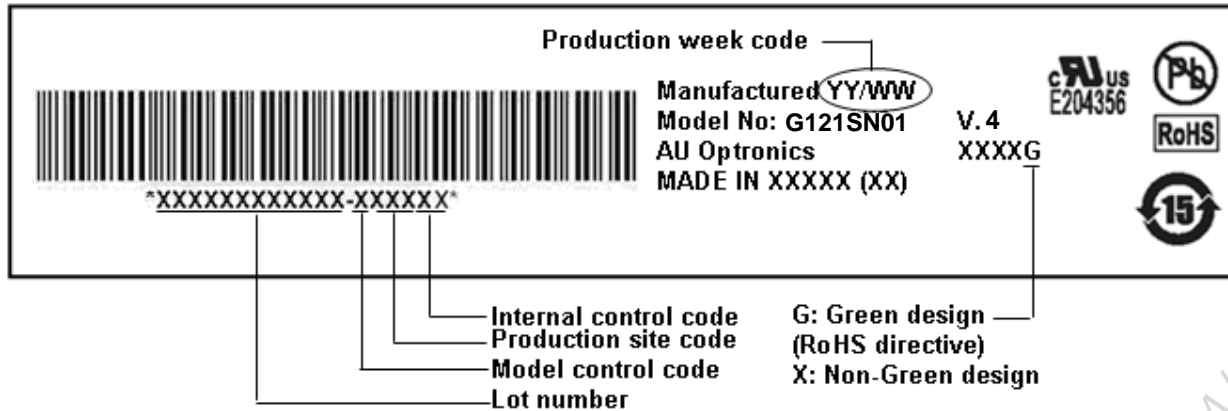 Production week code
Manufactured YY/WW
Model No: G121SN01 V.4
AU Optronics XXXXG
MADE IN XXXXX (XX)
*XXXXXXXXXXXX-XXXXXX*
c RU US
E204356
Pb
RoHS
15
Internal control code
Production site code
Model control code
Lot number
G: Green design
(RoHS directive)
X: Non-Green design